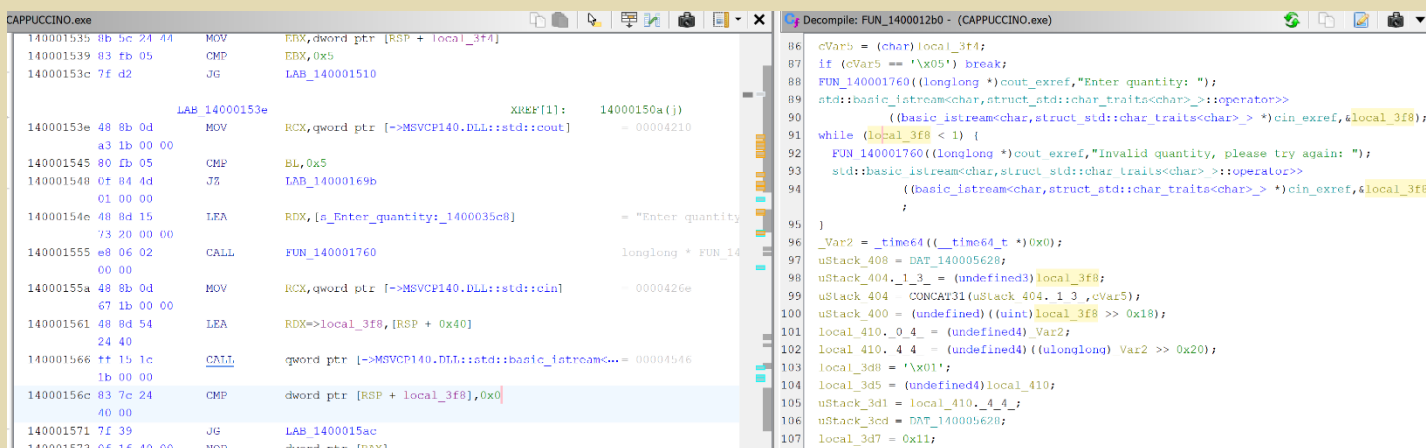 CAPPUCCINO.exe
140001535 8b 5c 24 44 MOV EBX,dword ptr [RSP + local_3f4]
140001539 83 fb 05 CMP EBX,0x5
14000153c 7f d2 JG LAB_140001510
LAB_14000153e XREF[1]: 14000150a(j)
14000153e 48 8b 0d MOV RCX,qword ptr [->MSVCP140.DLL::std::cout] = 00004210
a3 1b 00 00
140001545 80 fb 05 CMP BL,0x5
140001548 0f 84 4d JZ LAB_14000169b
01 00 00
14000154e 48 8d 15 LEA RDX,[s_Enter_quantity:_1400035c8] = "Enter quantity
73 20 00 00
140001555 e8 06 02 CALL FUN_140001760 longlong * FUN_14
00 00
14000155a 48 8b 0d MOV RCX,qword ptr [->MSVCP140.DLL::std::cin] = 0000426e
67 1b 00 00
140001561 48 8d 54 LEA RDX=>local_3f8,[RSP + 0x40]
24 40
140001566 ff 15 1c CALL qword ptr [->MSVCP140.DLL::std::basic_istream<... = 00004546
1b 00 00
14000156c 83 7c 24 CMP dword ptr [RSP + local_3f8],0x0
40 00
140001571 7f 39 JG LAB_1400015ac
140001573 0f 1f 40 00 NOP dword ptr [RAX]
Decompile: FUN_1400012b0 - (CAPPUCCINO.exe)
86 cVar5 = (char)local_3f4;
87 if (cVar5 == '\x05') break;
88 FUN_140001760((longlong *)cout_exref,"Enter quantity: ");
89 std::basic_istream<char,struct_std::char_traits<char>_>::operator>>
90 ((basic_istream<char,struct_std::char_traits<char>_> *)cin_exref,&local_3f8);
91 while (local_3f8 < 1) {
92 FUN_140001760((longlong *)cout_exref,"Invalid quantity, please try again: ");
93 std::basic_istream<char,struct_std::char_traits<char>_>::operator>>
94 ((basic_istream<char,struct_std::char_traits<char>_> *)cin_exref,&local_3f8
;
95 }
96 _Var2 = _time64((__time64_t *)0x0);
97 uStack_408 = DAT_140005628;
98 uStack_404._1_3_ = (undefined3)local_3f8;
99 uStack_404 = CONCAT31(uStack_404._1_3_,cVar5);
100 uStack_400 = (undefined)((uint)local_3f8 >> 0x18);
101 local_410._0_4_ = (undefined4)_Var2;
102 local_410._4_4_ = (undefined4)((ulonglong)_Var2 >> 0x20);
103 local_3d8 = '\x01';
104 local_3d5 = (undefined4)local_410;
105 uStack_3d1 = local_410._4_4_;
106 uStack_3cd = DAT_140005628;
107 local_3d7 = 0x11;